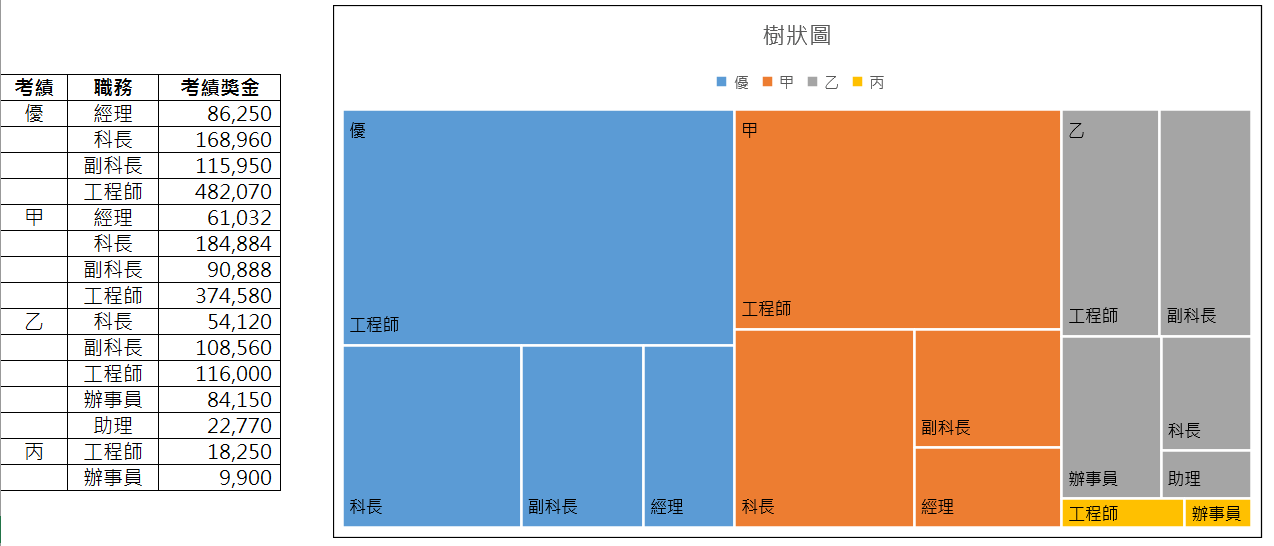 考績 職務 考績獎金
優 經理 86,250
科長 168,960
副科長 115,950
工程師 482,070
甲 經理 61,032
科長 184,884
副科長 90,888
工程師 374,580
乙 科長 54,120
副科長 108,560
工程師 116,000
辦事員 84,150
助理 22,770
丙 工程師 18,250
辦事員 9,900
樹狀圖
優 甲 乙 丙
優
工程師
科長
副科長
經理
甲
工程師
科長
副科長
經理
乙
工程師
副科長
辦事員
科長
助理
工程師
辦事員